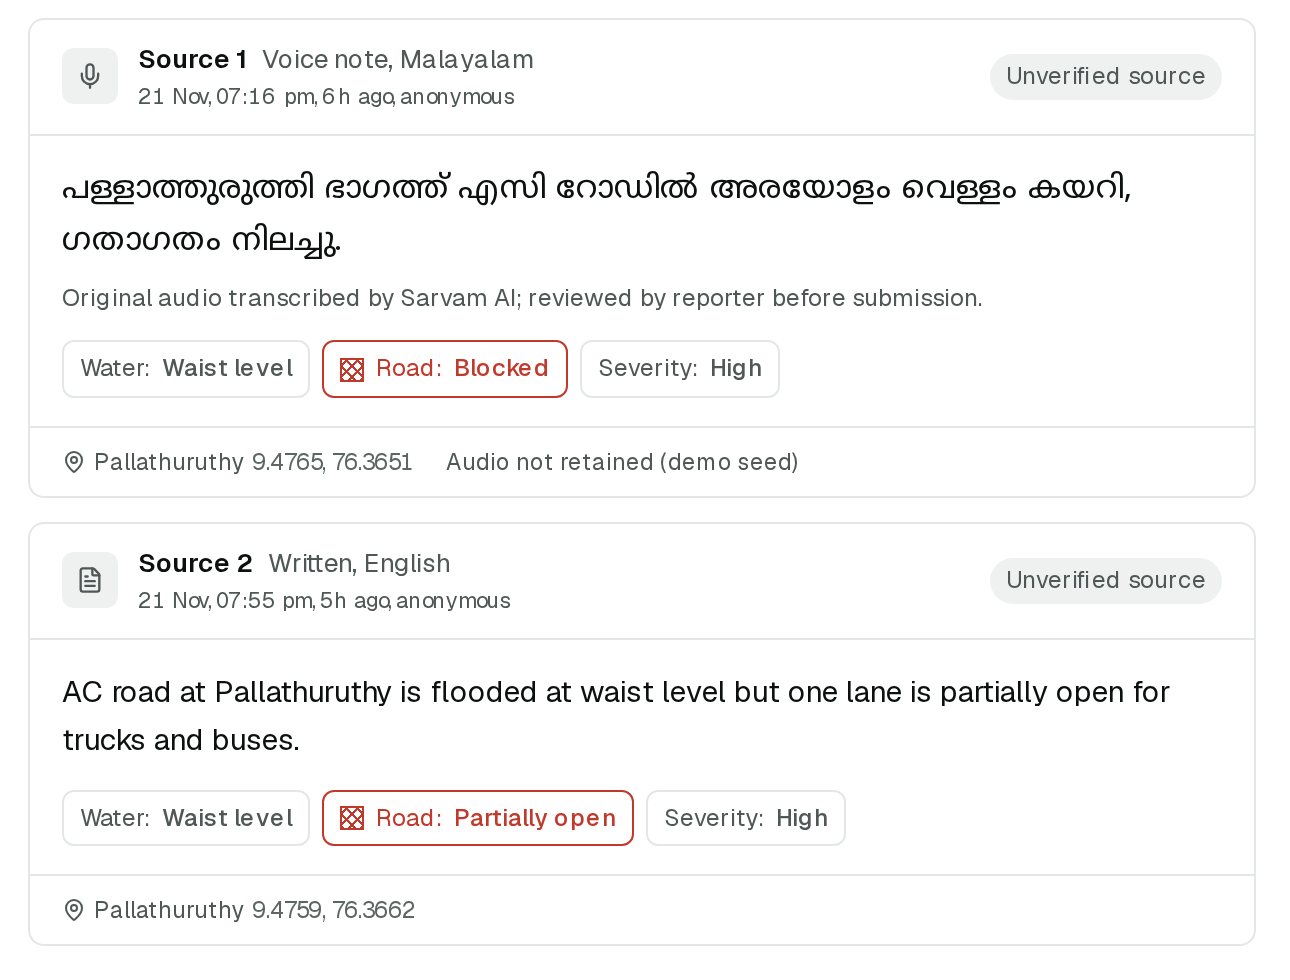 Source 1 Voice note, Malayalam
21 Nov, 07:16 pm, 6 h ago, anonymous
Unverified source
പള്ളാത്തുരുത്തി ഭാഗത്ത് എസി റോഡിൽ അരയോളം വെള്ളം കയറി,
ഗതാഗതം നിലച്ചു.
Original audio transcribed by Sarvam AI; reviewed by reporter before submission.
Water: Waist level Road: Blocked Severity: High
Pallathuruthy 9.4765, 76.3651 Audio not retained (demo seed)
Source 2 Written, English
21 Nov, 07:55 pm, 5 h ago, anonymous
Unverified source
AC road at Pallathuruthy is flooded at waist level but one lane is partially open for
trucks and buses.
Water: Waist level Road: Partially open Severity: High
Pallathuruthy 9.4759, 76.3662